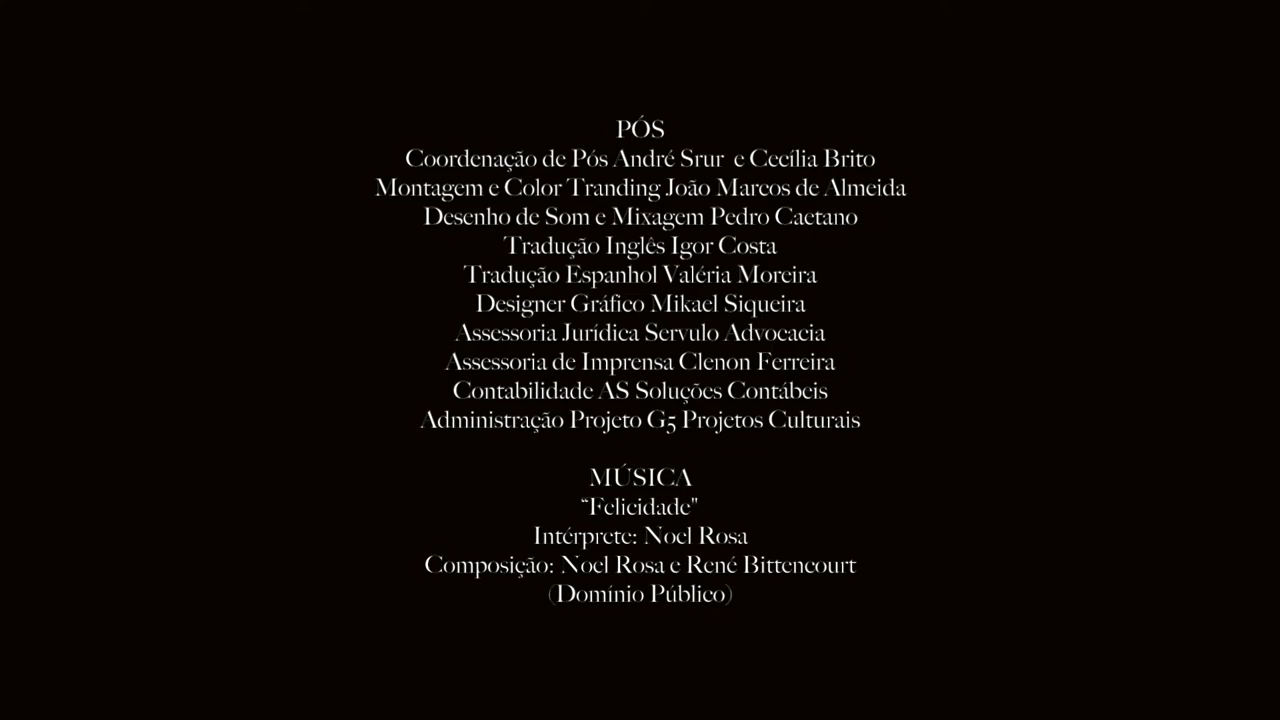 PÓS
Coordenação de Pós André Srur e Cecília Brito
Montagem e Color Tranding João Marcos de Almeida
Desenho de Som e Mixagem Pedro Caetano
Tradução Inglês Igor Costa
Tradução Espanhol Valéria Moreira
Designer Gráfico Mikael Siqueira
Assessoria Jurídica Servulo Advocacia
Assessoria de Imprensa Clenon Ferreira
Contabilidade AS Soluções Contábeis
Administração Projeto G5 Projetos Culturais
MÚSICA
“Felicidade"
Intérprete: Noel Rosa
Composição: Noel Rosa e René Bittencourt
(Domínio Público)